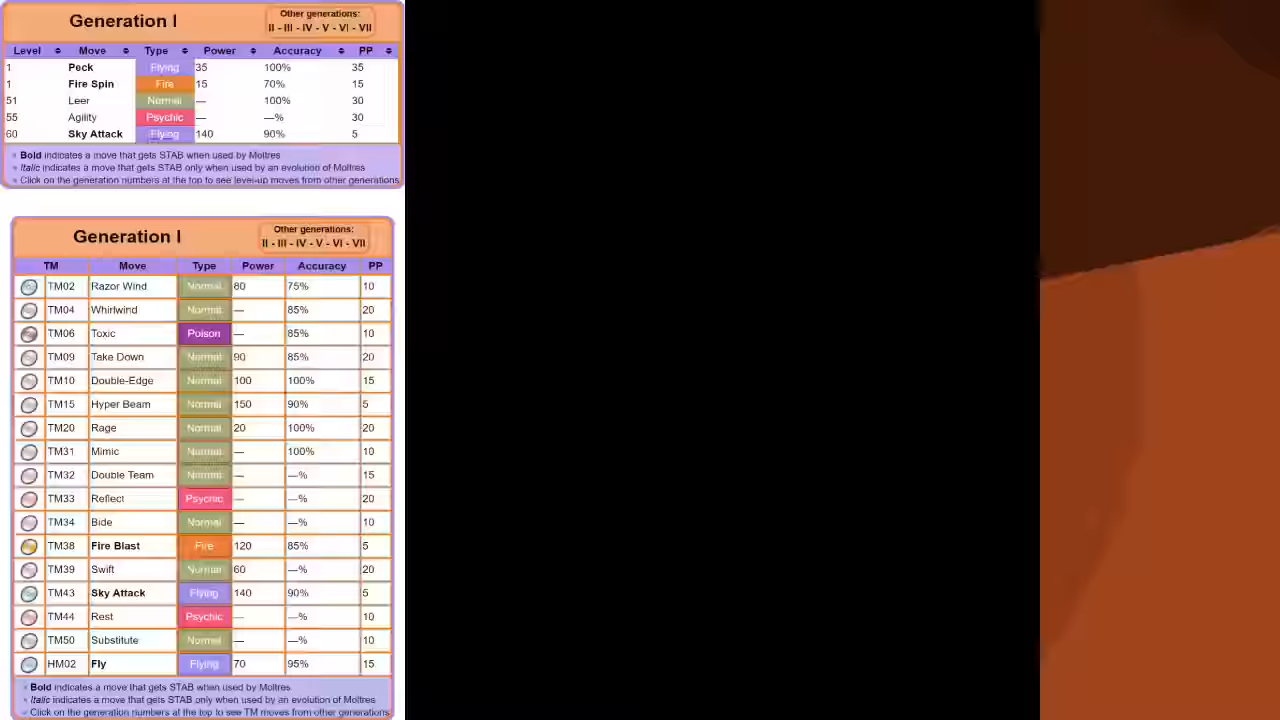 Generation I
Other generations:
II - III - IV - V - VI - VII
Level Move Type Power Accuracy PP
1 Peck Flying 35 100% 35
1 Fire Spin Fire 15 70% 15
51 Leer Normal — 100% 30
55 Agility Psychic — —% 30
60 Sky Attack Flying 140 90% 5
Bold indicates a move that gets STAB when used by Moltres
Italic indicates a move that gets STAB only when used by an evolution of Moltres
Click on the generation numbers at the top to see level-up moves from other generations
Generation I
Other generations:
II - III - IV - V - VI - VII
TM Move Type Power Accuracy PP
TM02 Razor Wind Normal 80 75% 10
TM04 Whirlwind Normal — 85% 20
TM06 Toxic Poison — 85% 10
TM09 Take Down Normal 90 85% 20
TM10 Double-Edge Normal 100 100% 15
TM15 Hyper Beam Normal 150 90% 5
TM20 Rage Normal 20 100% 20
TM31 Mimic Normal — 100% 10
TM32 Double Team Normal — —% 15
TM33 Reflect Psychic — —% 20
TM34 Bide Normal — —% 10
TM38 Fire Blast Fire 120 85% 5
TM39 Swift Normal 60 —% 20
TM43 Sky Attack Flying 140 90% 5
TM44 Rest Psychic — —% 10
TM50 Substitute Normal — —% 10
HM02 Fly Flying 70 95% 15
Bold indicates a move that gets STAB when used by Moltres
Italic indicates a move that gets STAB only when used by an evolution of Moltres
Click on the generation numbers at the top to see TM moves from other generations